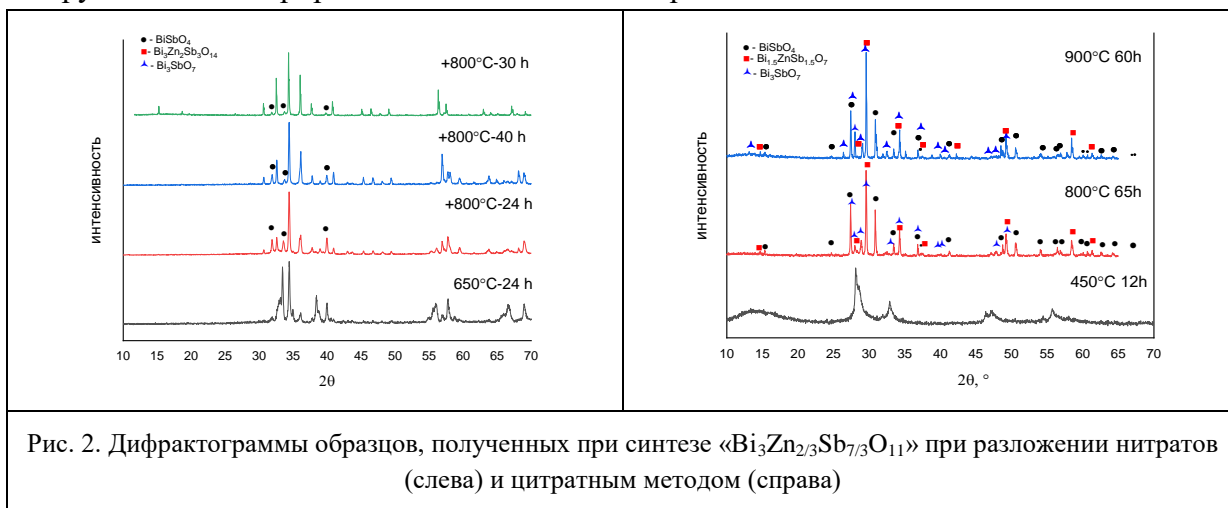 - BiSbO₄
- Bi₃Zn₂Sb₃O₁₄
- Bi₃SbO₇
+800°C-30 h
+800°C-40 h
+800°C-24 h
650°C-24 h
интенсивность
10 15 20 25 30 35 40 45 50 55 60 65 70
2θ
- BiSbO₄
- Bi₁.₅ZnSb₁.₅O₇
- Bi₃SbO₇
900°C 60h
800°C 65h
450°C 12h
интенсивность
10 15 20 25 30 35 40 45 50 55 60 65 70
2θ, °
Рис. 2. Дифрактограммы образцов, полученных при синтезе «Bi₃Zn₂/₃Sb₇/₃O₁₁» при разложении нитратов
(слева) и цитратным методом (справа)